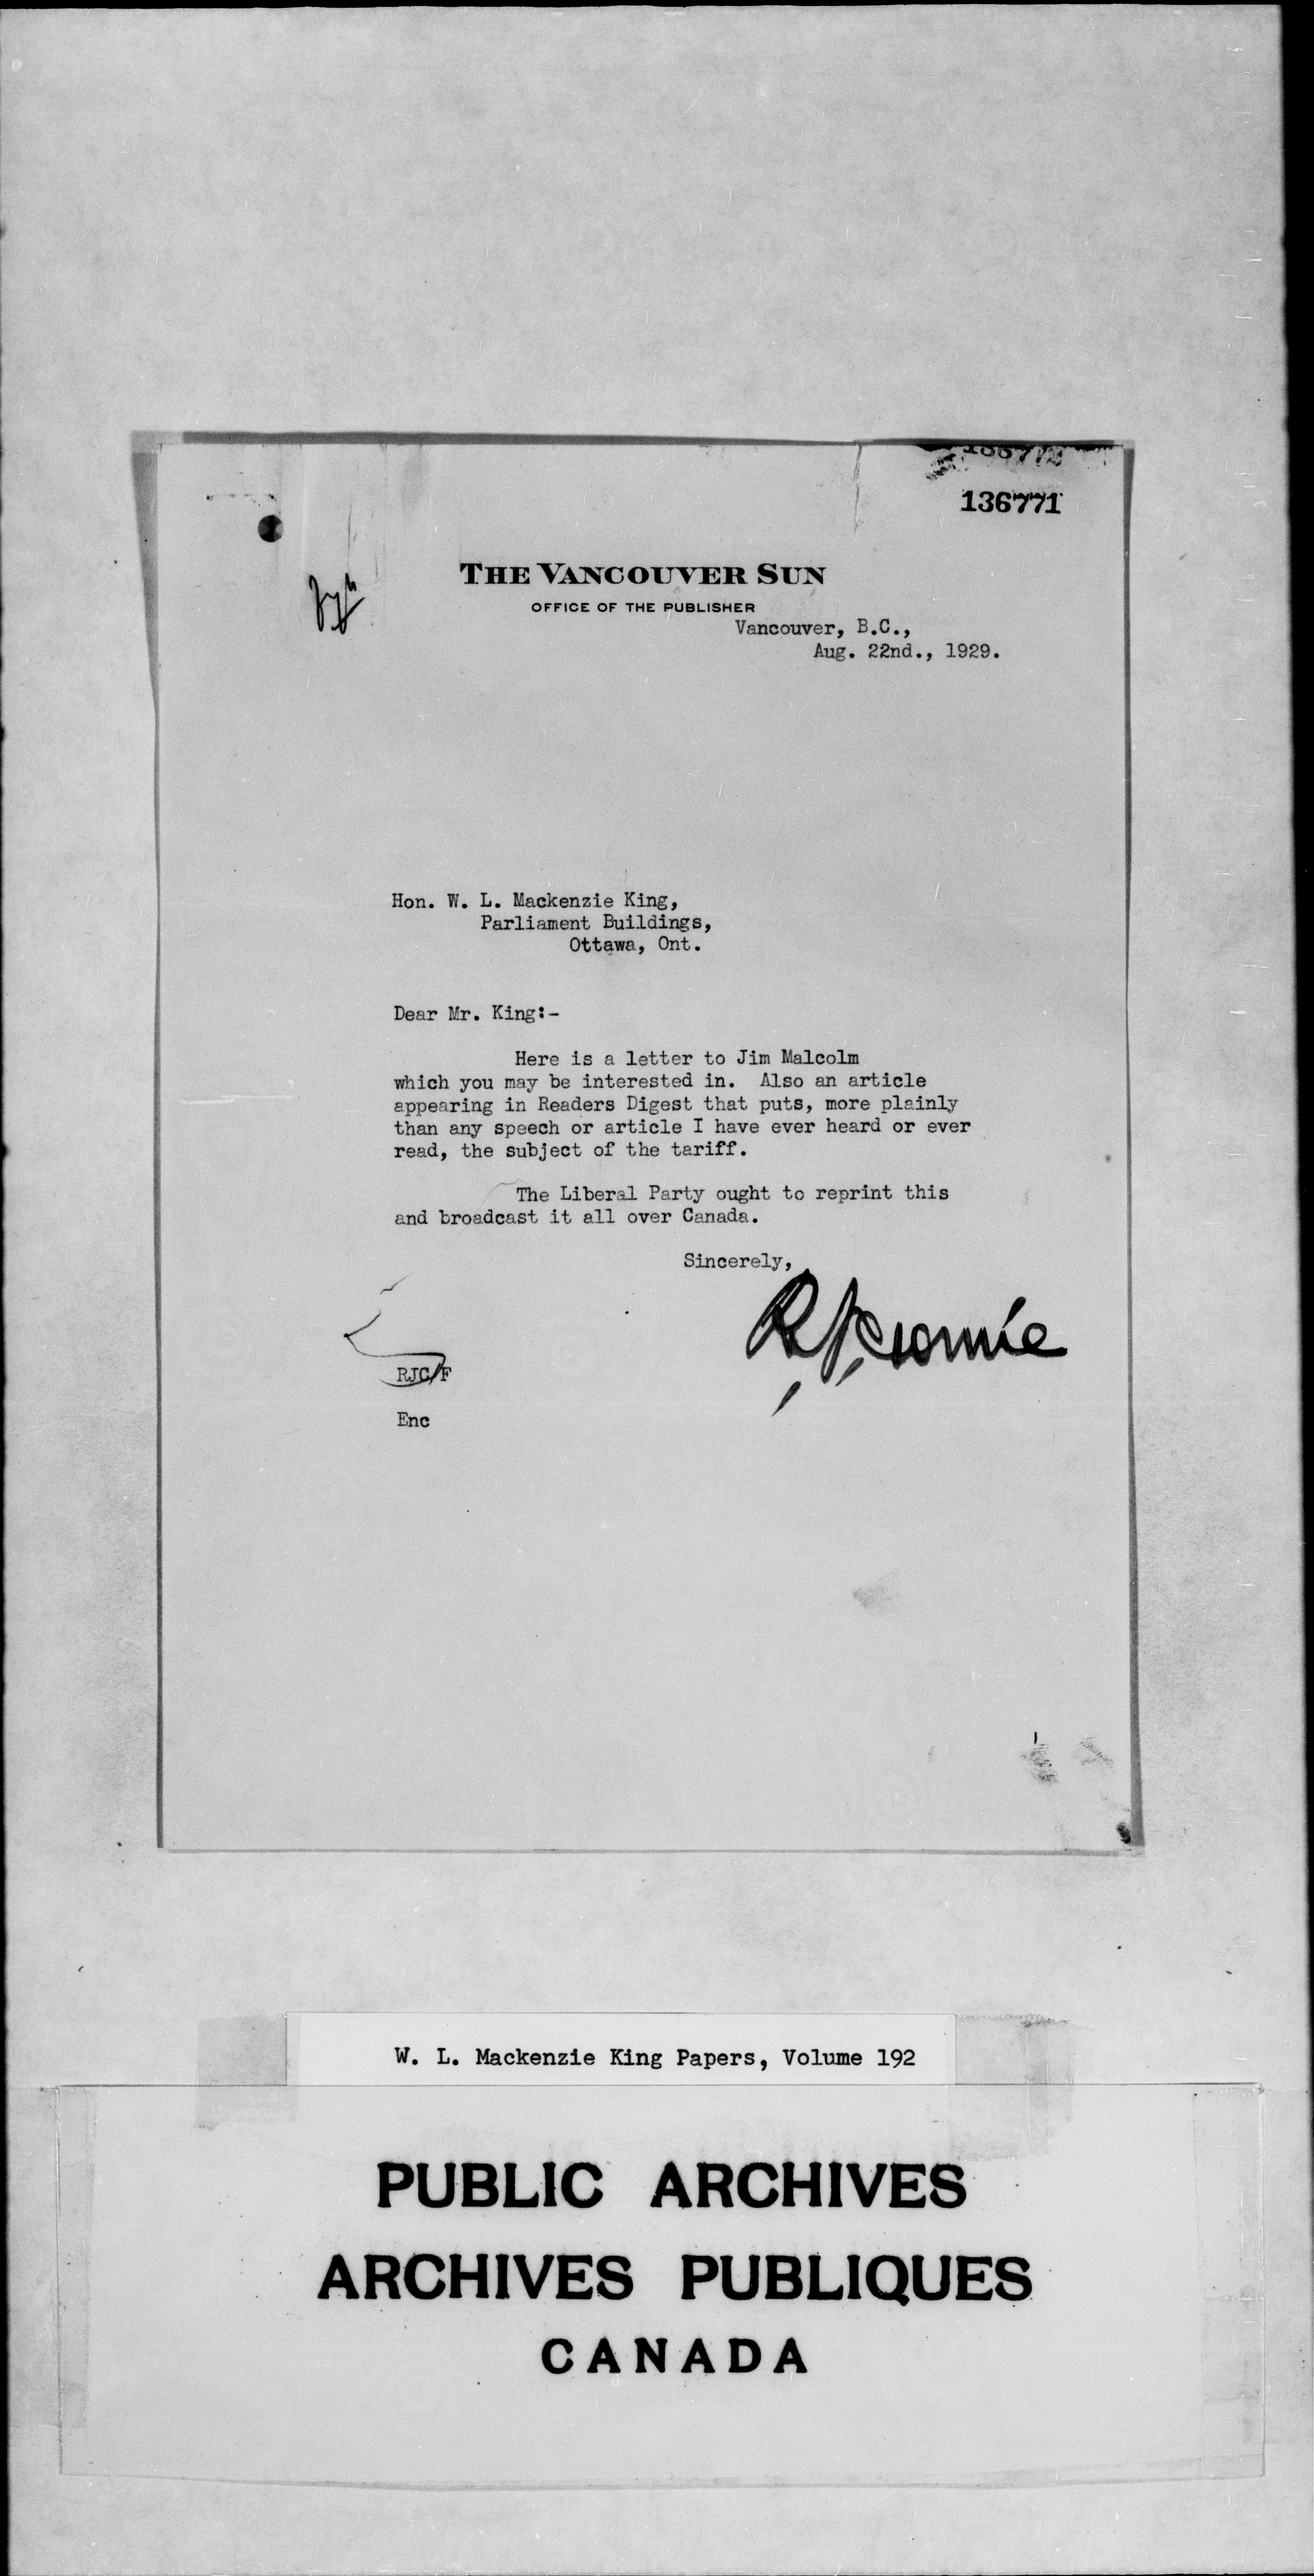 136771
THE VANCOUVER SUN
OFFICE OF THE PUBLISHER
Vancouver, B.C.,
Aug. 22nd., 1929.
Hon. W. L. Mackenzie King,
Parliament Buildings,
Ottawa, Ont.
Dear Mr. King:-
Here is a letter to Jim Malcolm
which you may be interested in. Also an article
appearing in Readers Digest that puts, more plainly
than any speech or article I have ever heard or ever
read, the subject of the tariff.
The Liberal Party ought to reprint this
and broadcast it all over Canada.
Sincerely,
R J Cromie
RJC/F
Enc
W. L. Mackenzie King Papers, Volume 192
PUBLIC ARCHIVES
ARCHIVES PUBLIQUES
CANADA